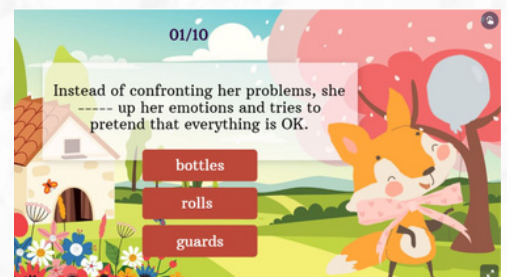 01/10
Instead of confronting her problems, she
----- up her emotions and tries to
pretend that everything is OK.
bottles
rolls
guards